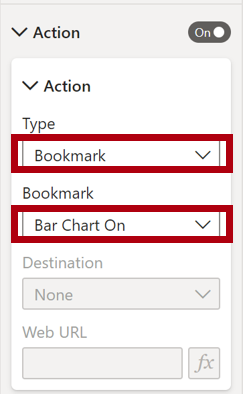 Action On
Action
Type
Bookmark
Bookmark
Bar Chart On
Destination
None
Web URL
fx